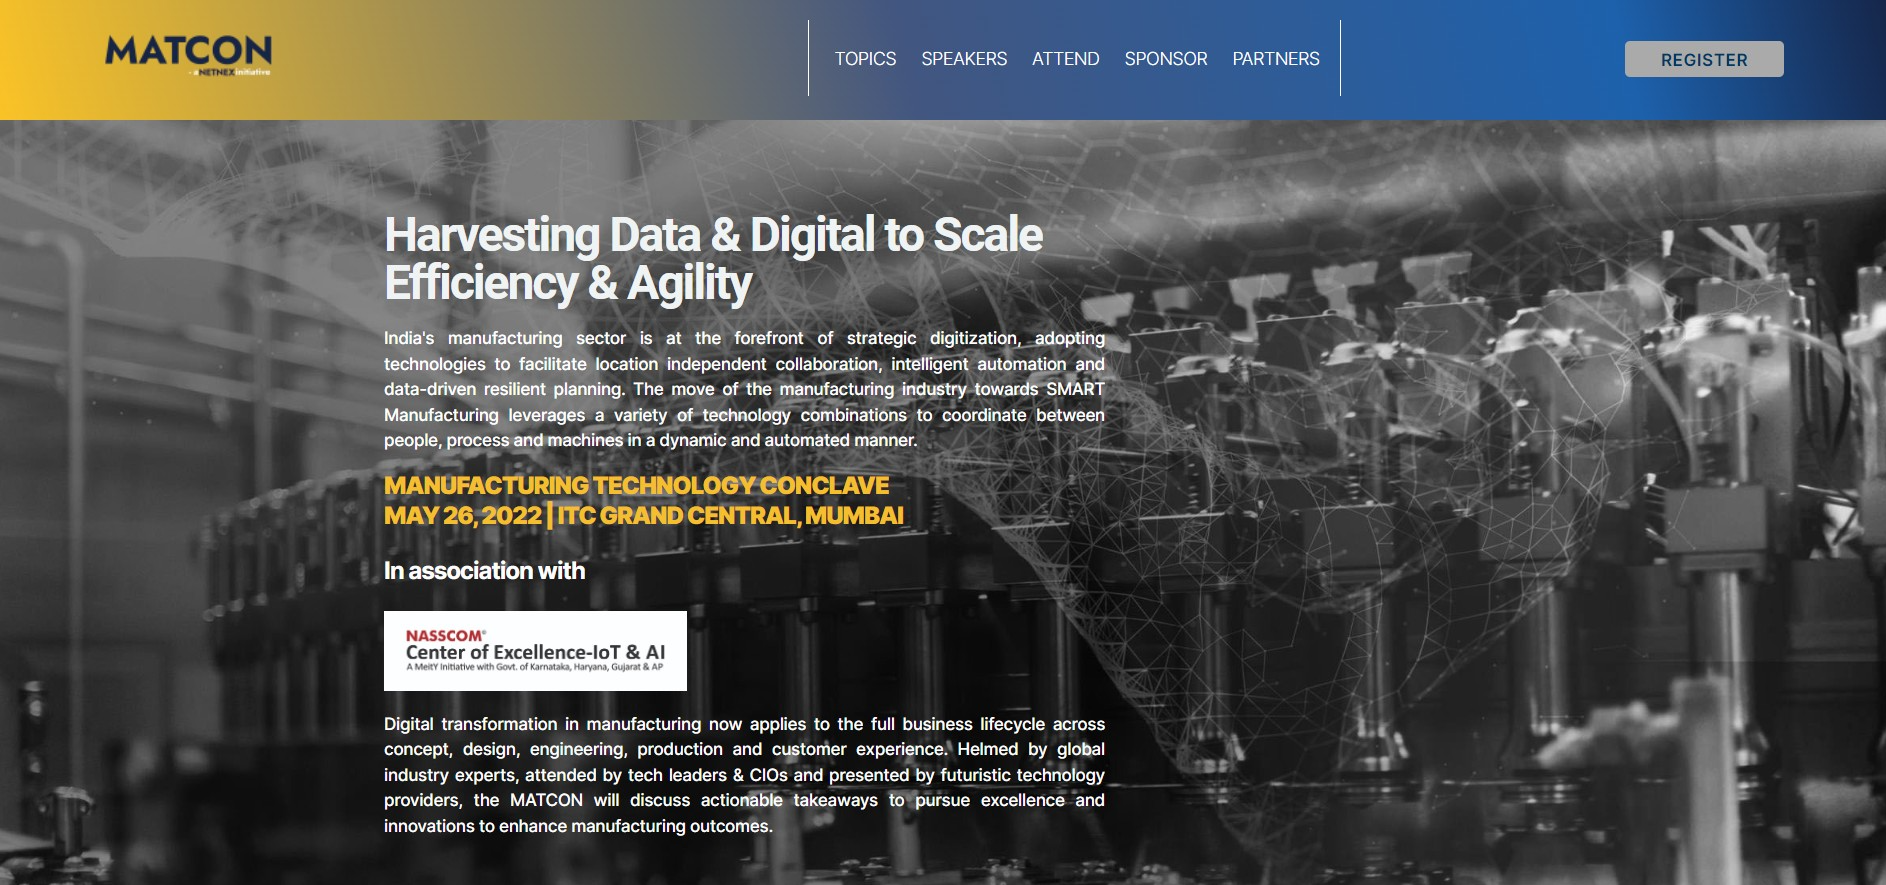 MATCON
- a NETNEX initiative
TOPICS SPEAKERS ATTEND SPONSOR PARTNERS
REGISTER
Harvesting Data & Digital to Scale
Efficiency & Agility
India's manufacturing sector is at the forefront of strategic digitization, adopting
technologies to facilitate location independent collaboration, intelligent automation and
data-driven resilient planning. The move of the manufacturing industry towards SMART
Manufacturing leverages a variety of technology combinations to coordinate between
people, process and machines in a dynamic and automated manner.
MANUFACTURING TECHNOLOGY CONCLAVE
MAY 26, 2022 | ITC GRAND CENTRAL, MUMBAI
In association with
NASSCOM®
Center of Excellence-IoT & AI
A MeitY Initiative with Govt. of Karnataka, Haryana, Gujarat & AP
Digital transformation in manufacturing now applies to the full business lifecycle across
concept, design, engineering, production and customer experience. Helmed by global
industry experts, attended by tech leaders & CIOs and presented by futuristic technology
providers, the MATCON will discuss actionable takeaways to pursue excellence and
innovations to enhance manufacturing outcomes.